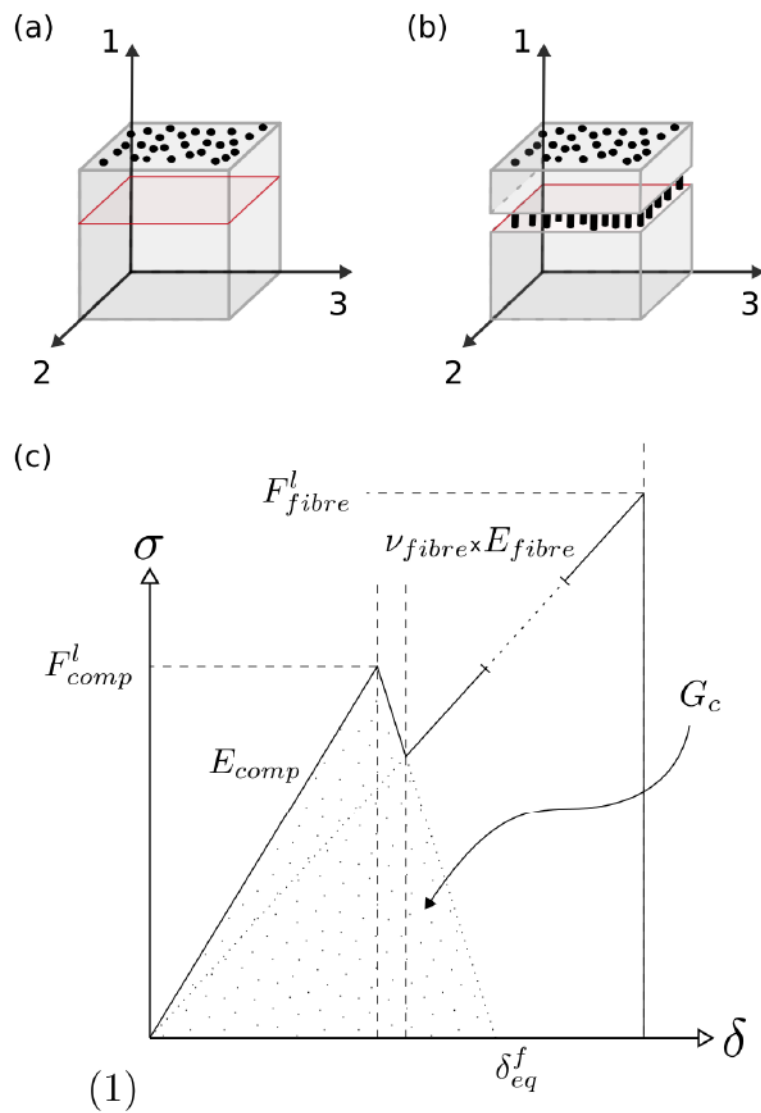 (a)
(b)
1
1
3
3
2
2
(c)
F^l_{fibre}
ν_{fibre}×E_{fibre}
σ
F^l_{comp}
G_c
E_{comp}
δ
δ^f_{eq}
(1)